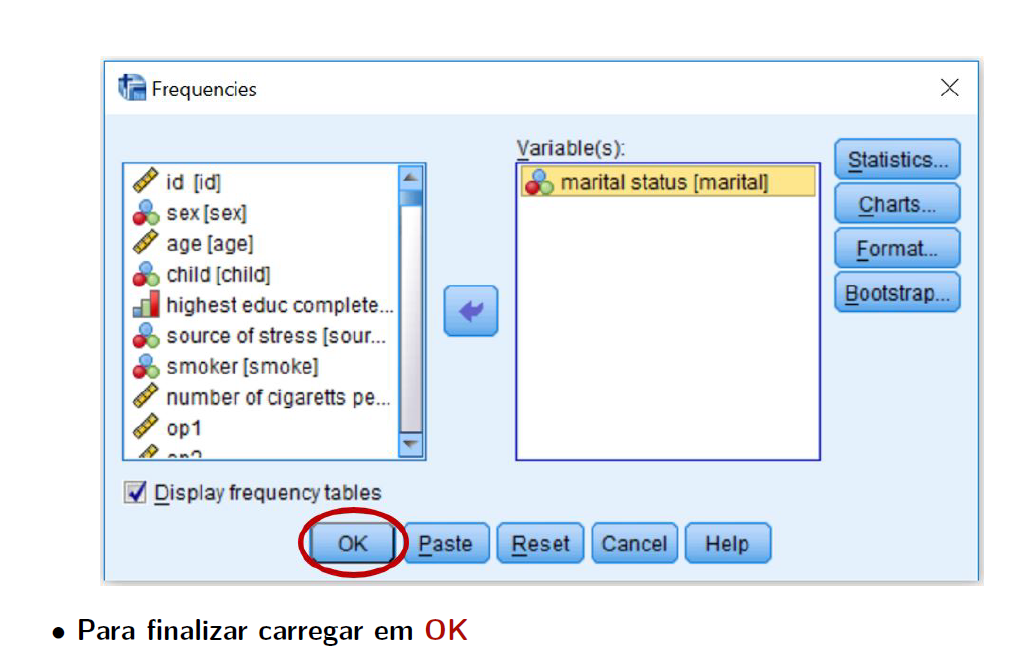 Frequencies
Variable(s):
id [id]
sex [sex]
age [age]
child [child]
highest educ complete...
source of stress [sour...
smoker [smoke]
number of cigaretts pe...
op1
op2
marital status [marital]
Statistics...
Charts...
Format...
Bootstrap...
Display frequency tables
OK Paste Reset Cancel Help
• Para finalizar carregar em OK